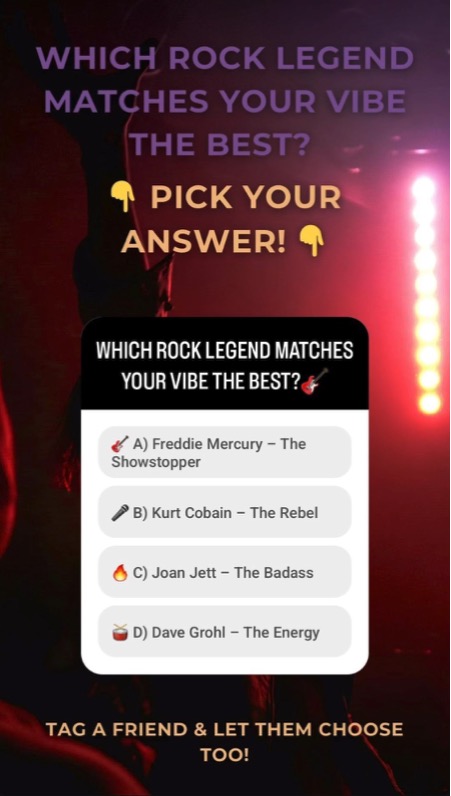 WHICH ROCK LEGEND
MATCHES YOUR VIBE
THE BEST?
👇 PICK YOUR
ANSWER! 👇
WHICH ROCK LEGEND MATCHES
YOUR VIBE THE BEST?🎸
🎸 A) Freddie Mercury – The
Showstopper
🎤 B) Kurt Cobain – The Rebel
🔥 C) Joan Jett – The Badass
🥁 D) Dave Grohl – The Energy
TAG A FRIEND & LET THEM CHOOSE
TOO!